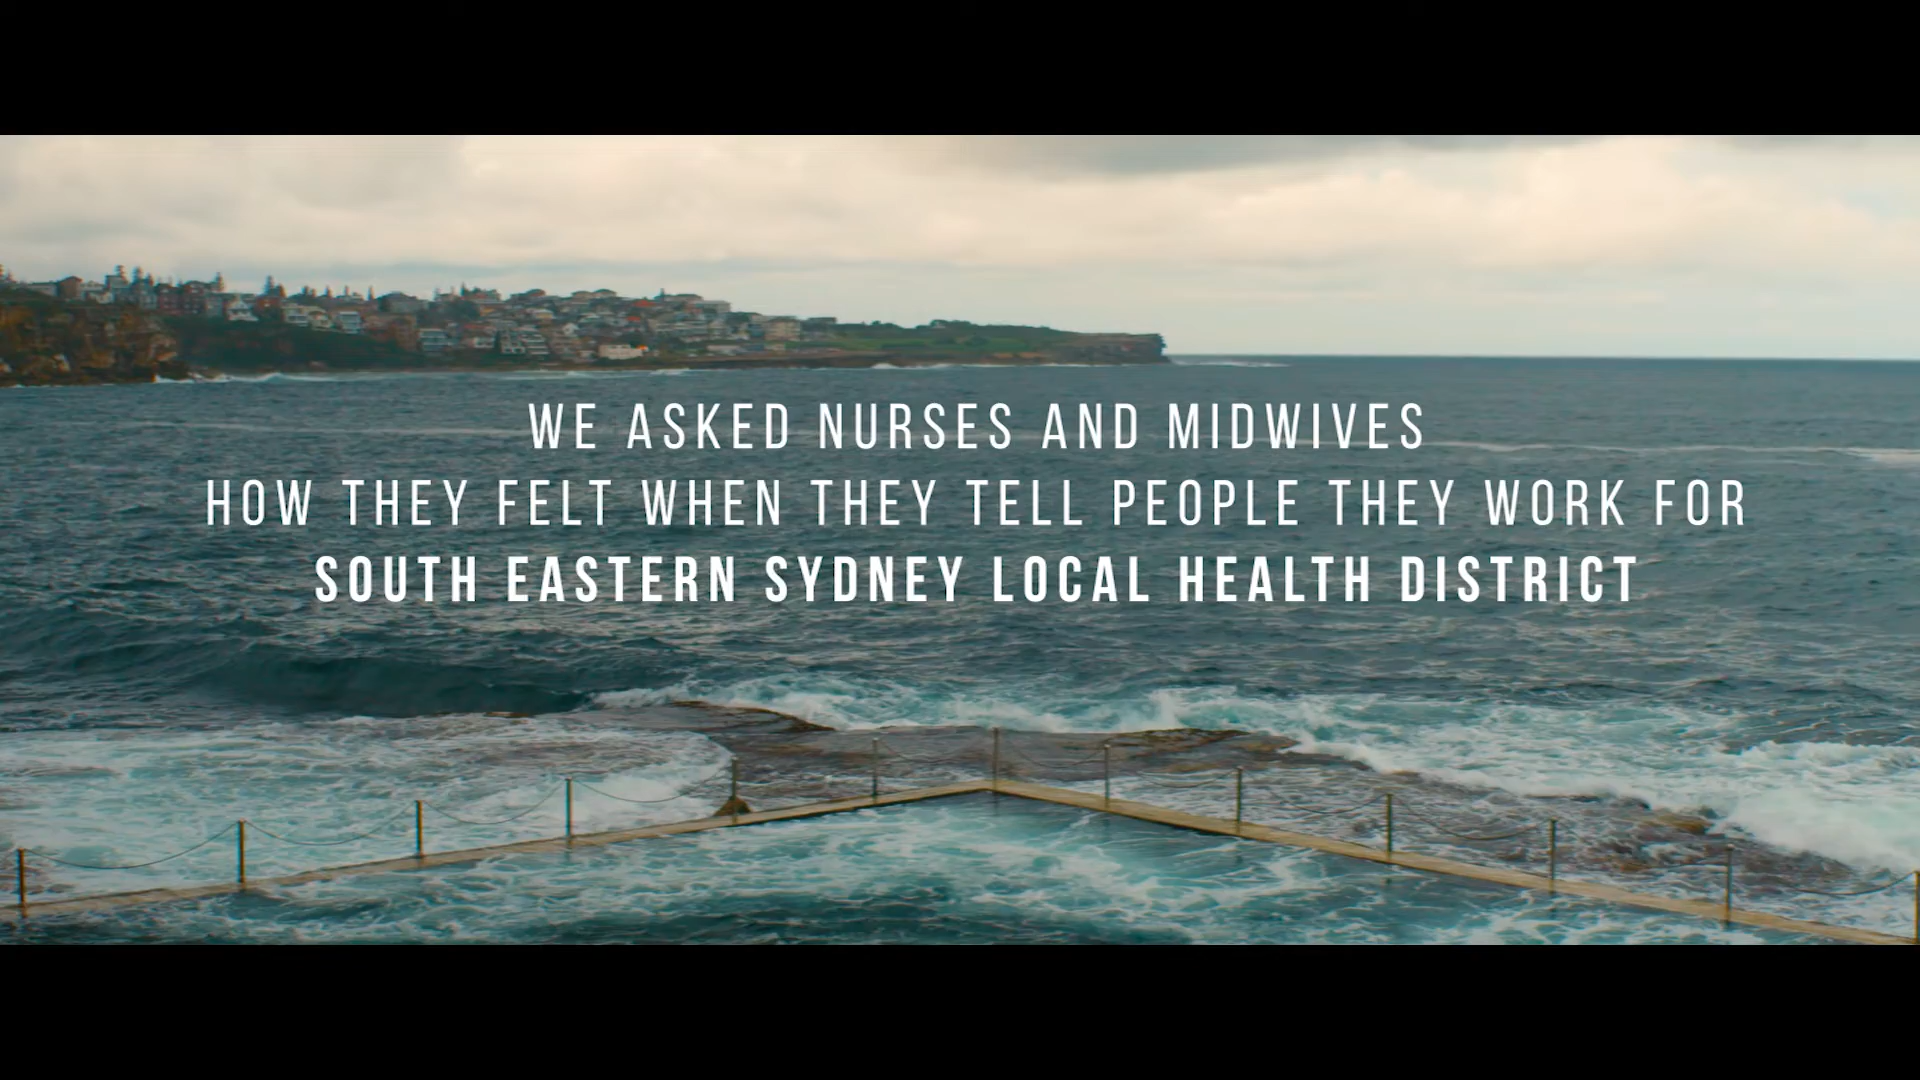 WE ASKED NURSES AND MIDWIVES
HOW THEY FELT WHEN THEY TELL PEOPLE THEY WORK FOR
SOUTH EASTERN SYDNEY LOCAL HEALTH DISTRICT